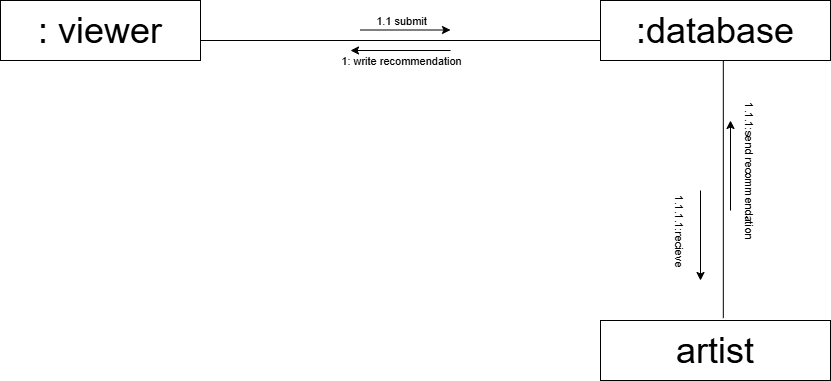 : viewer
1.1 submit
1: write recommendation
:database
1.1.1:send recommendation
1.1.1.1:recieve
artist